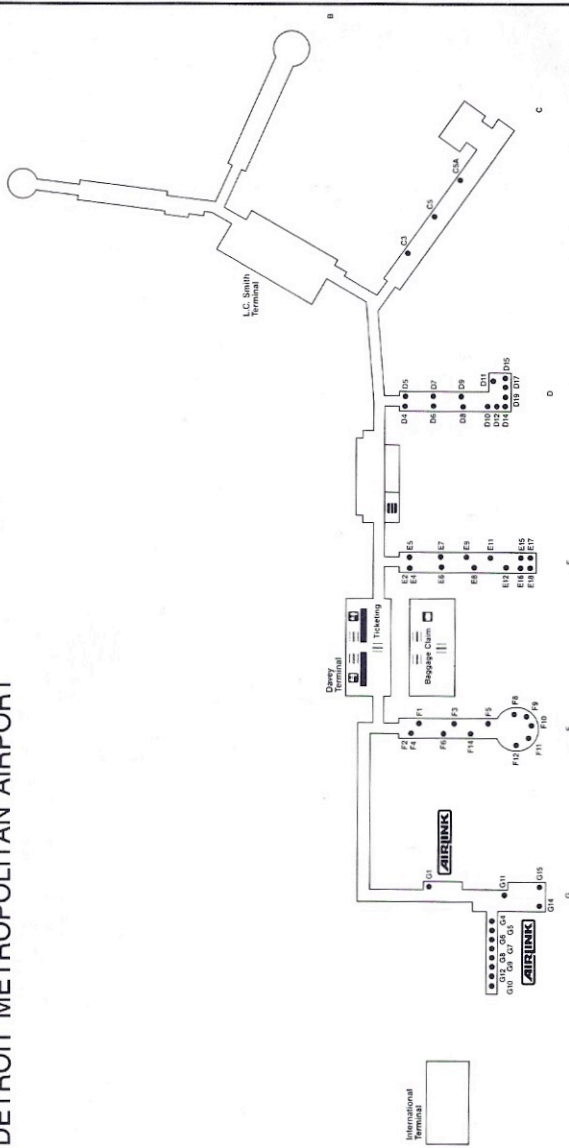 DETROIT METROPOLITAN AIRPORT
International
Terminal
G10
G12
G9
G8
G7
G6
G5
G4
AIRLINK
G1
AIRLINK
G11
G14
G15
G
F2
F4
F1
F6
F3
F14
F5
F12
F8
F9
F10
F11
F
Davey
Terminal
Ticketing
Baggage Claim
E2
E4
E5
E6
E7
E8
E9
E11
E12
E16
E15
E18
E17
E
D4
D5
D6
D7
D8
D9
D10
D11
D12
D14
D19
D17
D15
D
L.C. Smith
Terminal
C3
C5
C5A
C
B